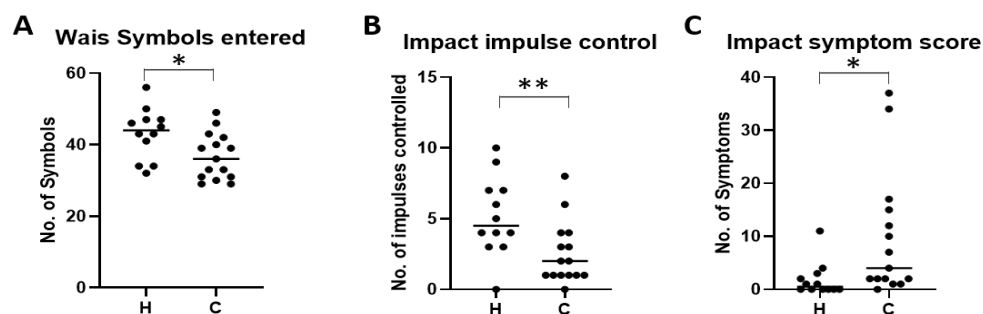 A
Wais Symbols entered
*
No. of Symbols
60
40
20
0
H C
B
Impact impulse control
**
No. of impulses controlled
15
10
5
0
H C
C
Impact symptom score
*
No. of Symptoms
40
30
20
10
0
H C